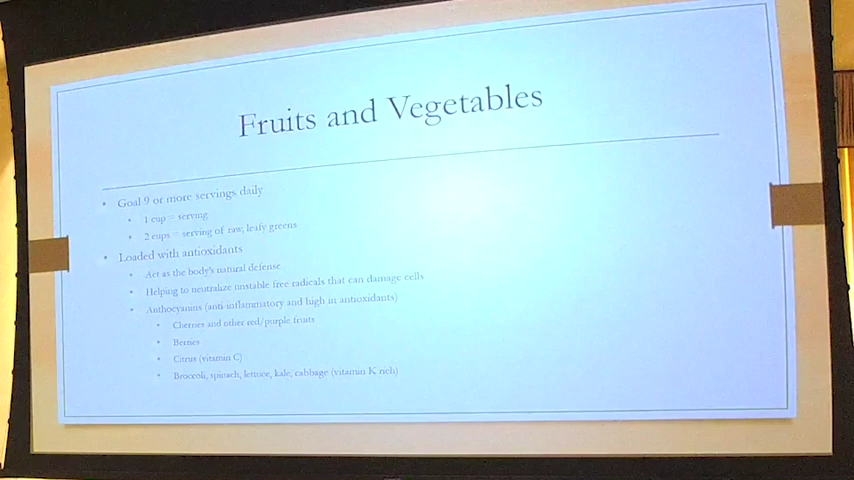 Fruits and Vegetables
• Goal 9 or more servings daily
• 1 cup = serving
• 2 cups = serving of raw, leafy greens
• Loaded with antioxidants
• Act as the body's natural defense
• Helping to neutralize unstable free radicals that can damage cells
• Anthocyanins (anti-inflammatory and high in antioxidants)
• Cherries and other red/purple fruits
• Berries
• Citrus (vitamin C)
• Broccoli, spinach, lettuce, kale, cabbage (vitamin K rich)